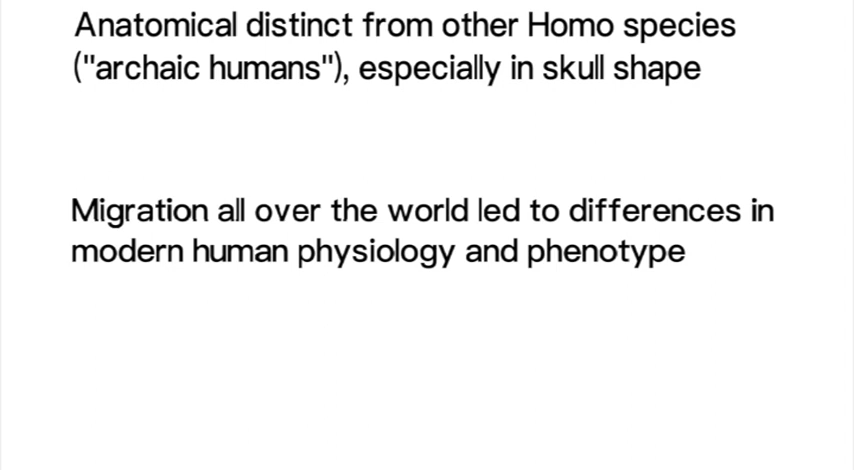 Anatomical distinct from other Homo species
("archaic humans"), especially in skull shape
Migration all over the world led to differences in
modern human physiology and phenotype